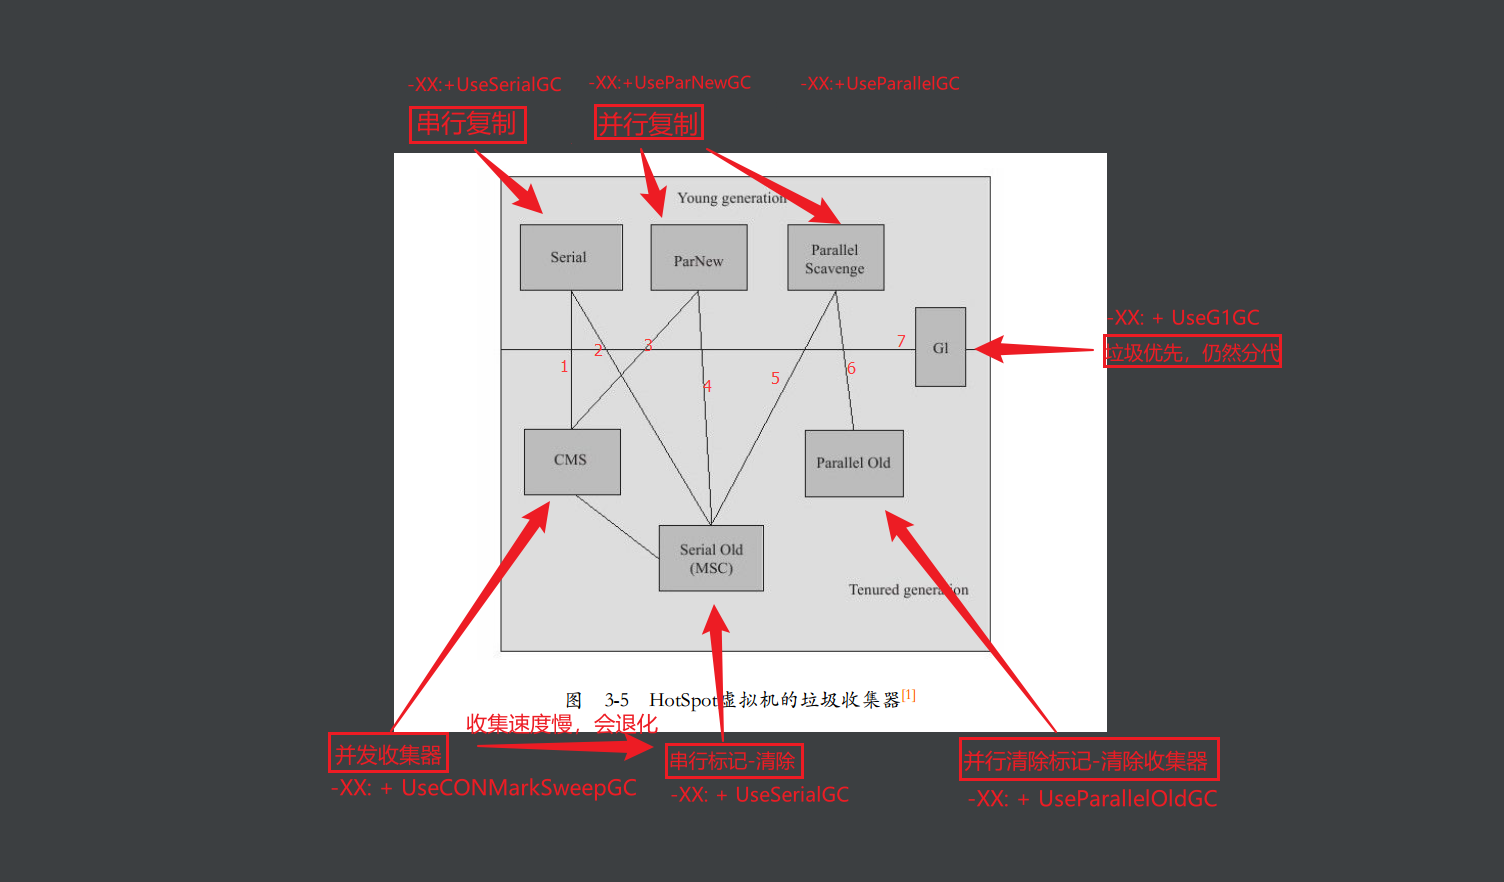 -XX:+UseSerialGC
-XX:+UseParNewGC
-XX:+UseParallelGC
串行复制
并行复制
Young generation
Serial
ParNew
Parallel
Scavenge
-XX: + UseG1GC
垃圾优先，仍然分代
G1
7
1
2
3
4
5
6
CMS
Parallel Old
Serial Old
(MSC)
Tenured generation
图 3-5 HotSpot虚拟机的垃圾收集器[1]
收集速度慢，会退化
并发收集器
-XX: + UseCONMarkSweepGC
串行标记-清除
-XX: + UseSerialGC
并行清除标记-清除收集器
-XX: + UseParallelOldGC